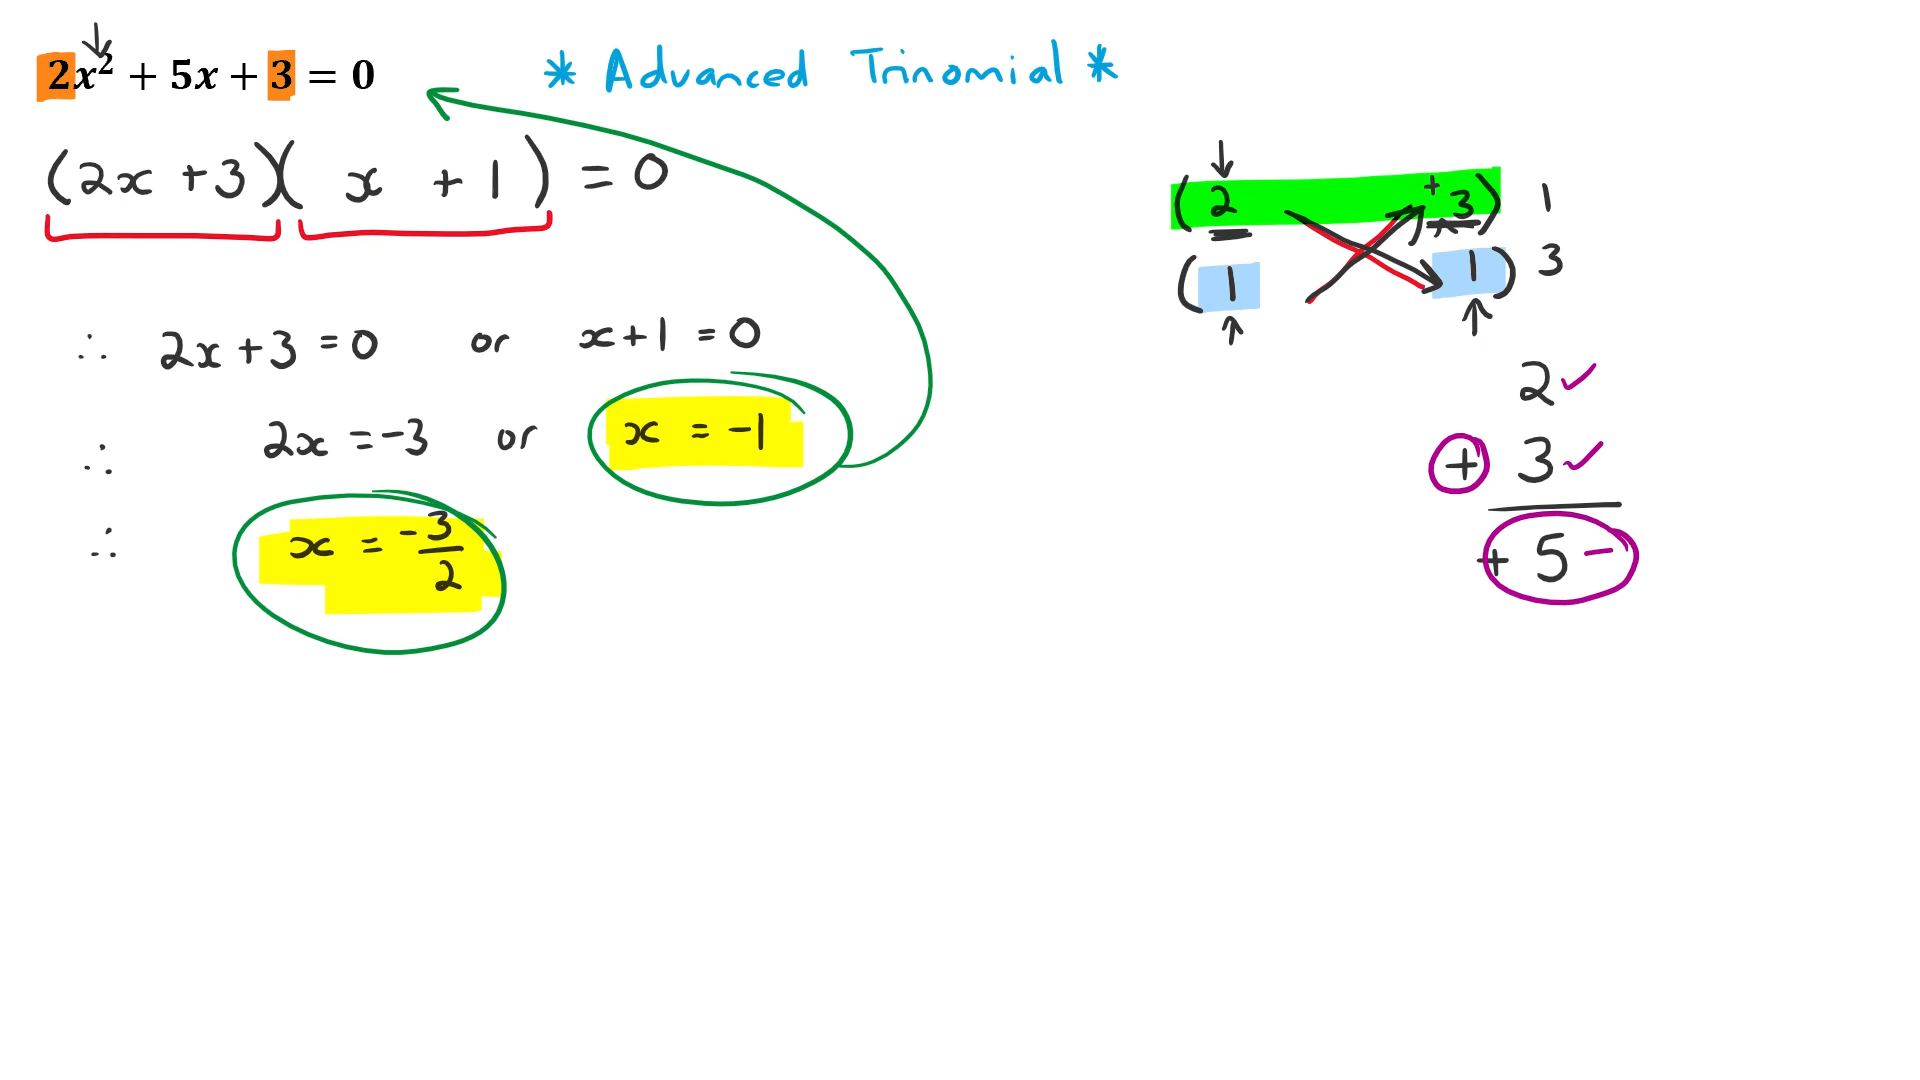 2x² + 5x + 3 = 0
* Advanced Trinomial *
(2x + 3)( x + 1) = 0
∴ 2x + 3 = 0 or x + 1 = 0
∴ 2x = -3 or x = -1
∴ x = -3/2
(2 +3) 1
(1 1) 3
2 ✓
+ 3 ✓
+ 5 -